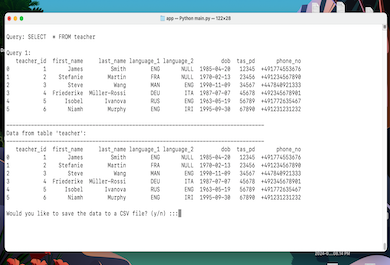 app — Python main.py — 122×28
Query: SELECT * FROM teacher
Query 1:
teacher_id first_name last_name language_1 language_2 dob tas_pd phone_no
0 1 James Smith ENG NULL 1985-04-20 12345 +491774553676
1 2 Stefanie Martin FRA NULL 1970-02-13 23456 +491234567890
2 3 Steve Wang MAN ENG 1990-11-09 34567 +447840921333
3 4 Friederike Müller-Rossi DEU ITA 1987-07-07 45678 +492345678901
4 5 Isobel Ivanova RUS ENG 1963-05-19 56789 +491772635467
5 6 Niamh Murphy ENG IRI 1995-09-30 67890 +491231231232
Data from table 'teacher':
teacher_id first_name last_name language_1 language_2 dob tas_pd phone_no
0 1 James Smith ENG NULL 1985-04-20 12345 +491774553676
1 2 Stefanie Martin FRA NULL 1970-02-13 23456 +491234567890
2 3 Steve Wang MAN ENG 1990-11-09 34567 +447840921333
3 4 Friederike Müller-Rossi DEU ITA 1987-07-07 45678 +492345678901
4 5 Isobel Ivanova RUS ENG 1963-05-19 56789 +491772635467
5 6 Niamh Murphy ENG IRI 1995-09-30 67890 +491231231232
Would you like to save the data to a CSV file? (y/n) :::